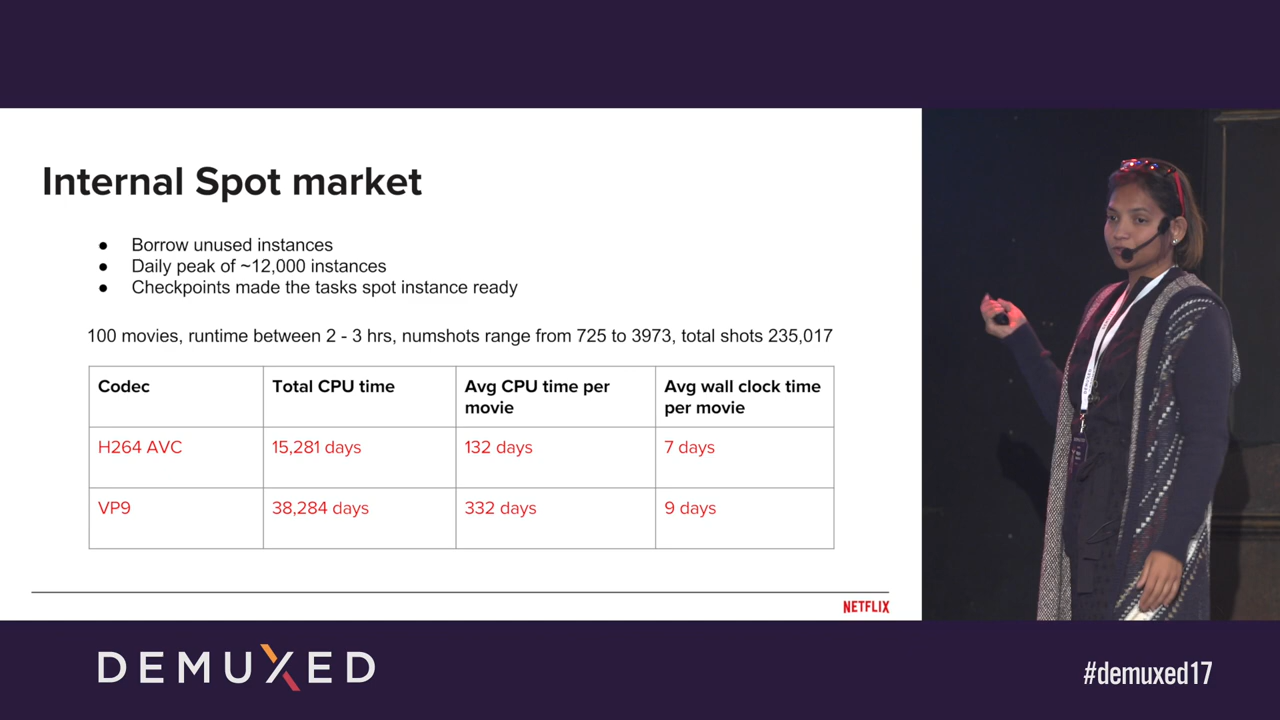 Internal Spot market
● Borrow unused instances
● Daily peak of ~12,000 instances
● Checkpoints made the tasks spot instance ready
100 movies, runtime between 2 - 3 hrs, numshots range from 725 to 3973, total shots 235,017
Codec Total CPU time Avg CPU time per movie Avg wall clock time per movie
H264 AVC 15,281 days 132 days 7 days
VP9 38,284 days 332 days 9 days
NETFLIX
DEMUXED
#demuxed17